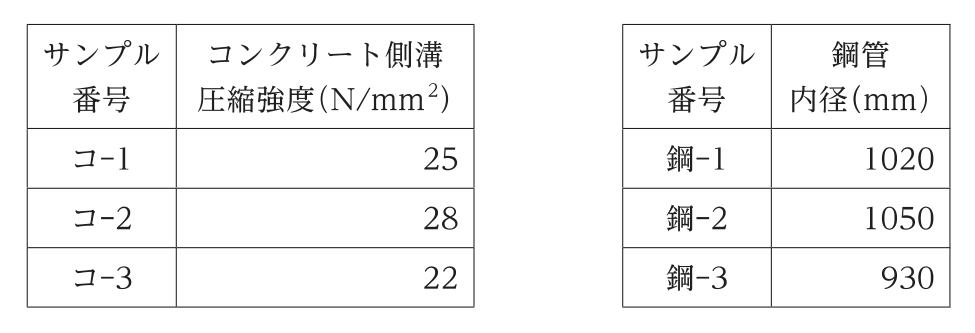 サンプル番号 コンクリート側溝圧縮強度(N/mm²)
コ-1 25
コ-2 28
コ-3 22
サンプル番号 鋼管内径(mm)
鋼-1 1020
鋼-2 1050
鋼-3 930